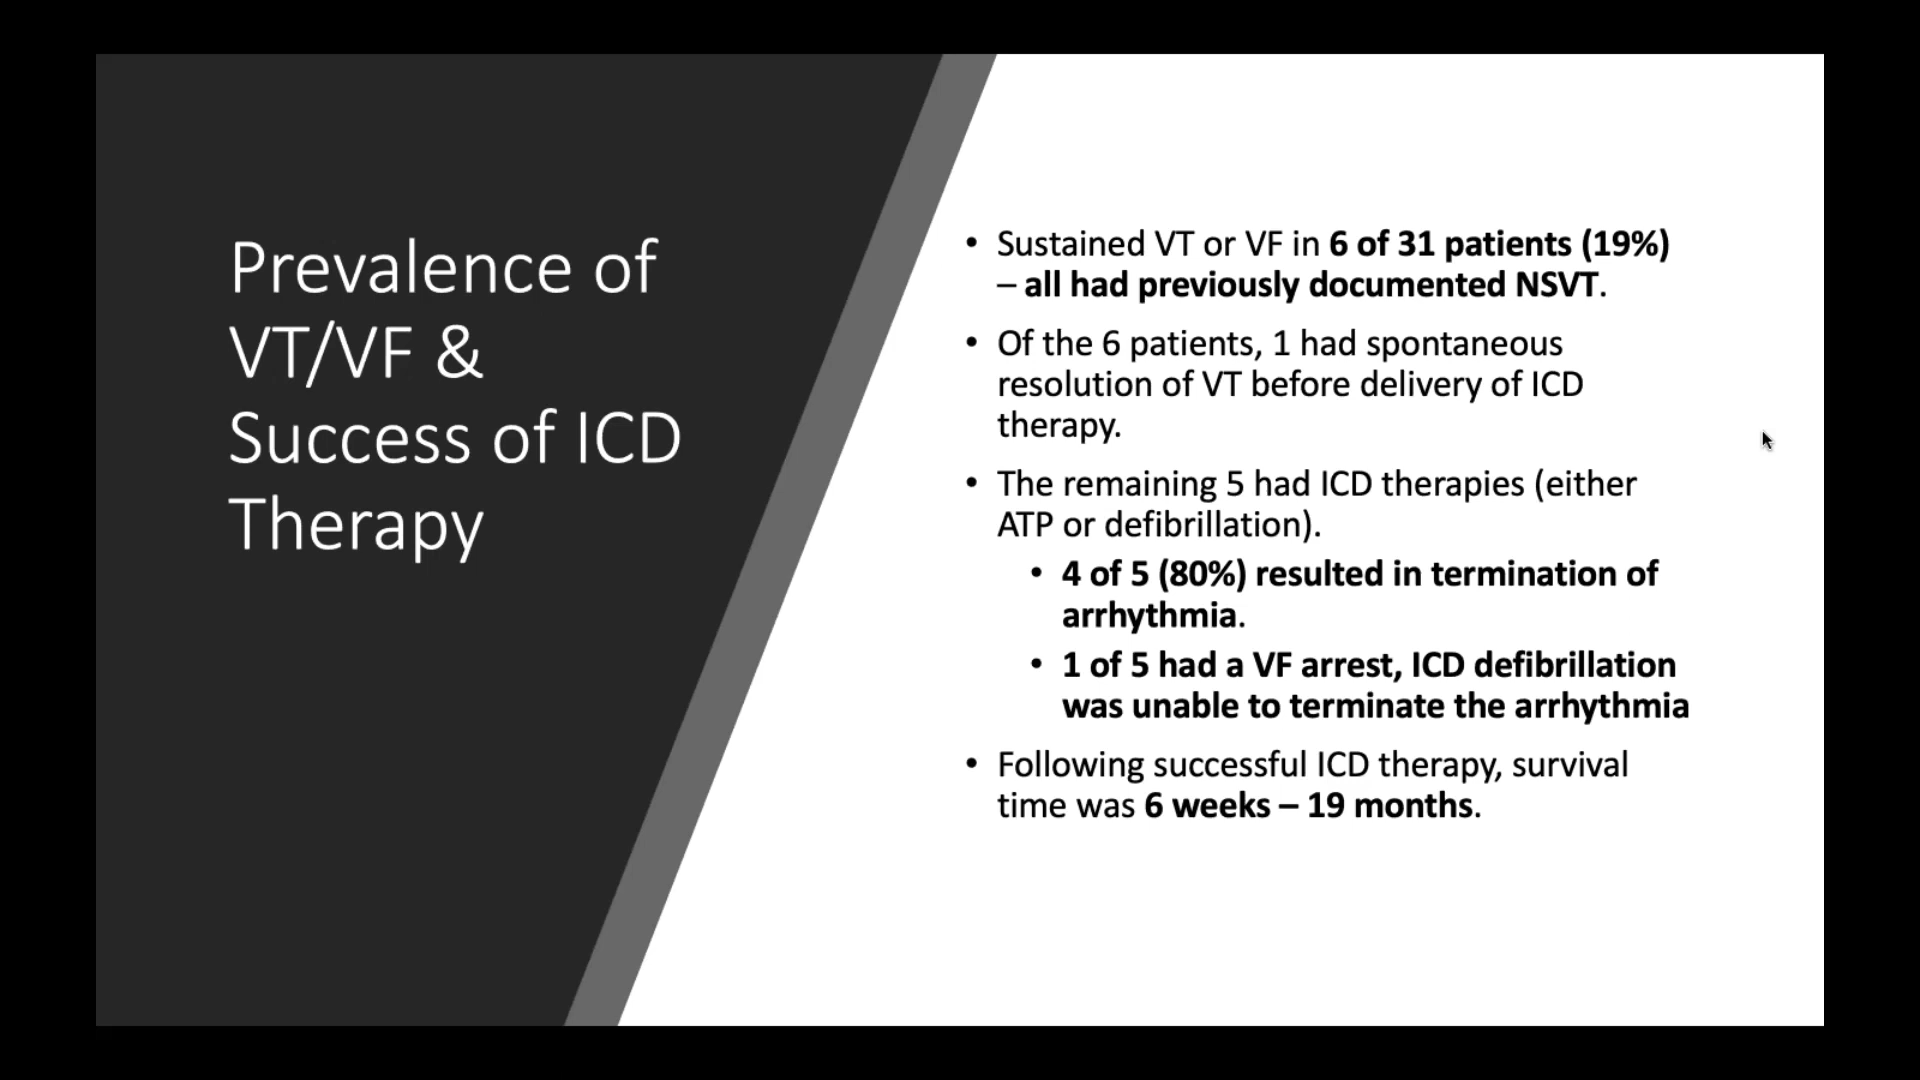 Prevalence of
VT/VF &
Success of ICD
Therapy
• Sustained VT or VF in 6 of 31 patients (19%)
– all had previously documented NSVT.
• Of the 6 patients, 1 had spontaneous
resolution of VT before delivery of ICD
therapy.
• The remaining 5 had ICD therapies (either
ATP or defibrillation).
• 4 of 5 (80%) resulted in termination of
arrhythmia.
• 1 of 5 had a VF arrest, ICD defibrillation
was unable to terminate the arrhythmia
• Following successful ICD therapy, survival
time was 6 weeks – 19 months.